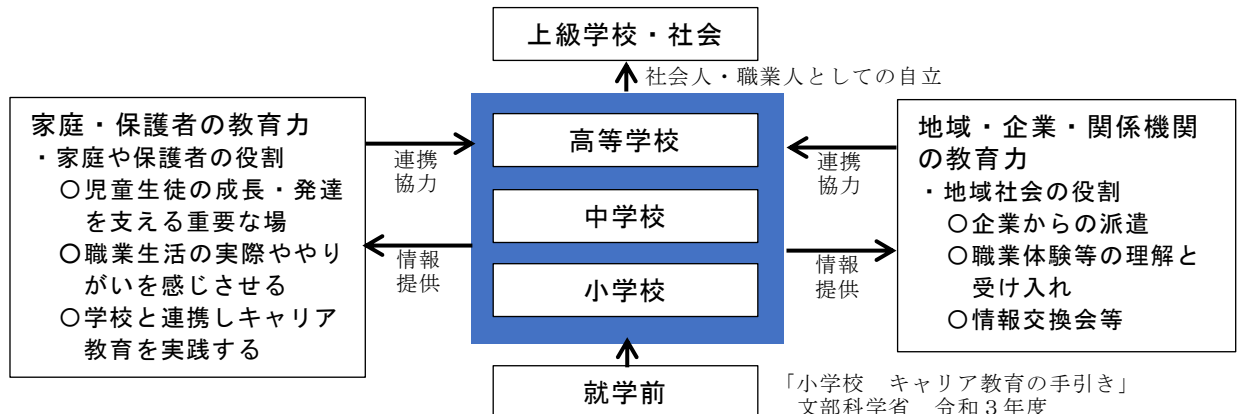 上級学校・社会
社会人・職業人としての自立
家庭・保護者の教育力
・家庭や保護者の役割
〇児童生徒の成長・発達
を支える重要な場
〇職業生活の実際ややり
がいを感じさせる
〇学校と連携しキャリア
教育を実践する
連携
協力
情報
提供
高等学校
中学校
小学校
連携
協力
情報
提供
地域・企業・関係機関
の教育力
・地域社会の役割
〇企業からの派遣
〇職業体験等の理解と
受け入れ
〇情報交換会等
就学前
「小学校　キャリア教育の手引き」
文部科学省　令和３年度